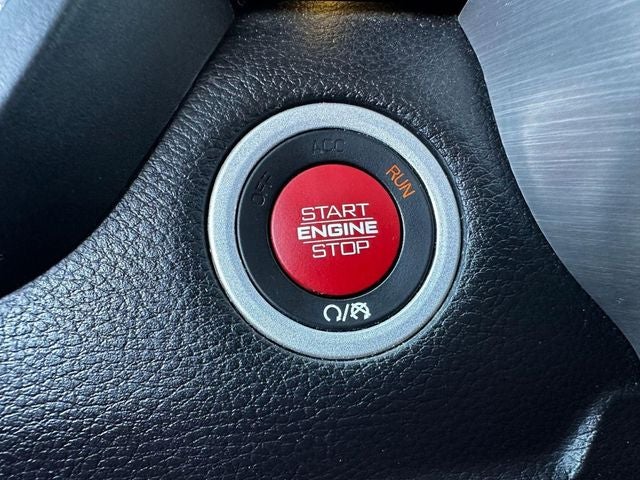 OFF
ACC
RUN
START
ENGINE
STOP